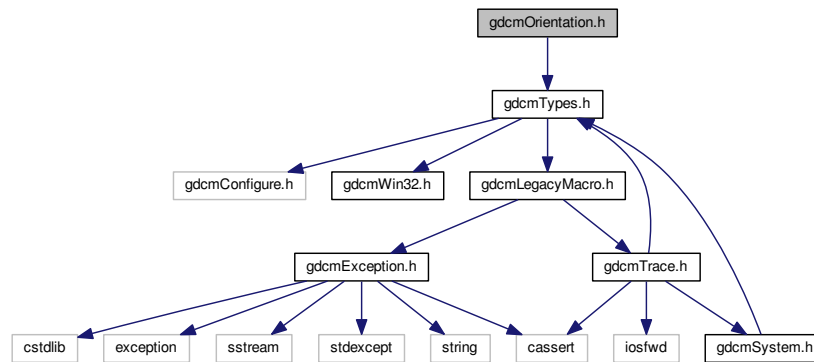 gdcmOrientation.h
gdcmTypes.h
gdcmConfigure.h
gdcmWin32.h
gdcmLegacyMacro.h
gdcmException.h
gdcmTrace.h
cstdlib
exception
sstream
stdexcept
string
cassert
iosfwd
gdcmSystem.h